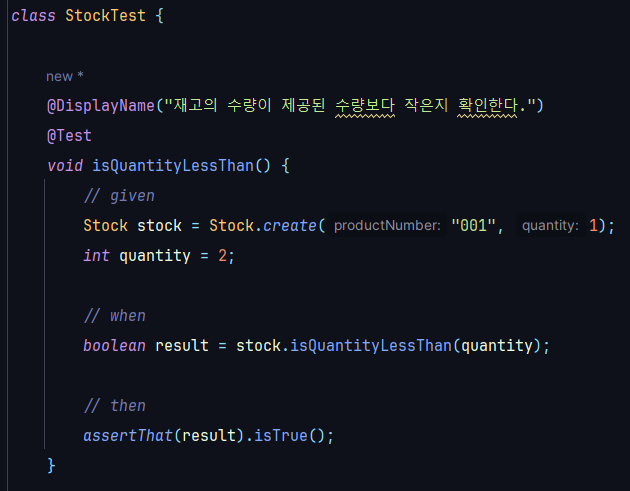 class StockTest {
new *
@DisplayName("재고의 수량이 제공된 수량보다 작은지 확인한다.")
@Test
void isQuantityLessThan() {
// given
Stock stock = Stock.create( productNumber: "001", quantity: 1);
int quantity = 2;
// when
boolean result = stock.isQuantityLessThan(quantity);
// then
assertThat(result).isTrue();
}